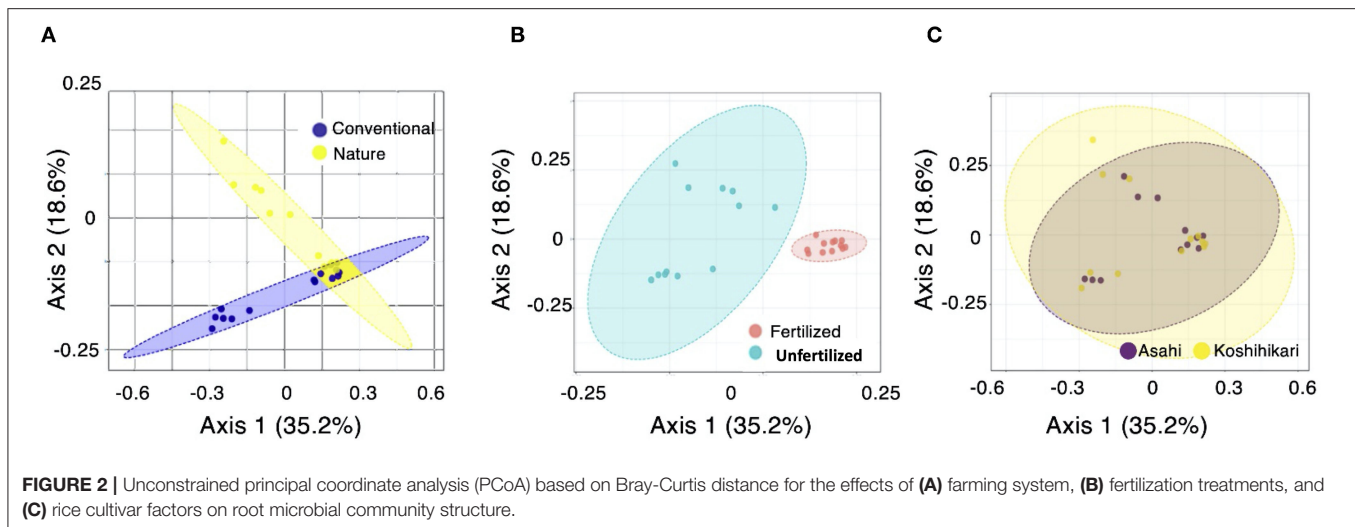 A
B
C
0.25
0
-0.25
Axis 2 (18.6%)
Conventional
Nature
-0.6
-0.3
0
0.3
0.6
Axis 1 (35.2%)
0.25
0
-0.25
Axis 2 (18.6%)
Fertilized
Unfertilized
-0.25
0
0.25
Axis 1 (35.2%)
0.25
0
-0.25
Axis 2 (18.6%)
Asahi
Koshihikari
-0.6
-0.3
0
0.3
0.6
Axis 1 (35.2%)
FIGURE 2 | Unconstrained principal coordinate analysis (PCoA) based on Bray-Curtis distance for the effects of (A) farming system, (B) fertilization treatments, and
(C) rice cultivar factors on root microbial community structure.